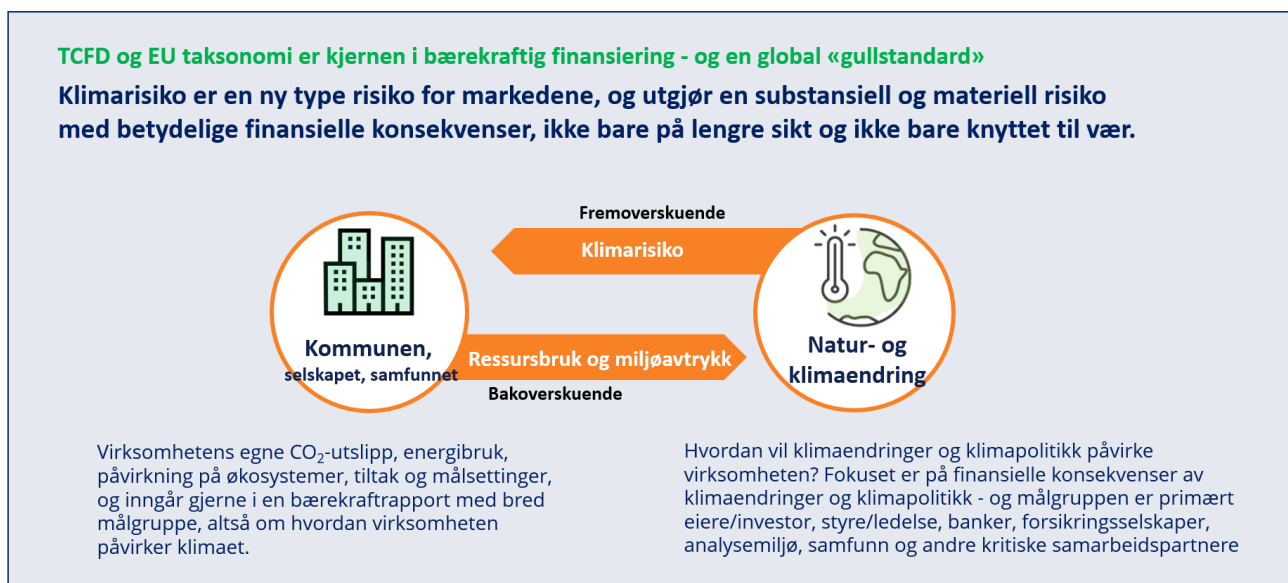 TCFD og EU taksonomi er kjernen i bærekraftig finansiering - og en global «gullstandard»
Klimarisiko er en ny type risiko for markedene, og utgjør en substansiell og materiell risiko
med betydelige finansielle konsekvenser, ikke bare på lengre sikt og ikke bare knyttet til vær.
Fremoverskuende
Klimarisiko
Kommunen,
selskapet, samfunnet
Ressursbruk og miljøavtrykk
Bakoverskuende
Natur- og
klimaendring
Virksomhetens egne CO₂-utslipp, energibruk,
påvirkning på økosystemer, tiltak og målsettinger,
og inngår gjerne i en bærekraftrapport med bred
målgruppe, altså om hvordan virksomheten
påvirker klimaet.
Hvordan vil klimaendringer og klimapolitikk påvirke
virksomheten? Fokuset er på finansielle konsekvenser av
klimaendringer og klimapolitikk - og målgruppen er primært
eiere/investor, styre/ledelse, banker, forsikringsselskaper,
analysemiljø, samfunn og andre kritiske samarbeidspartnere